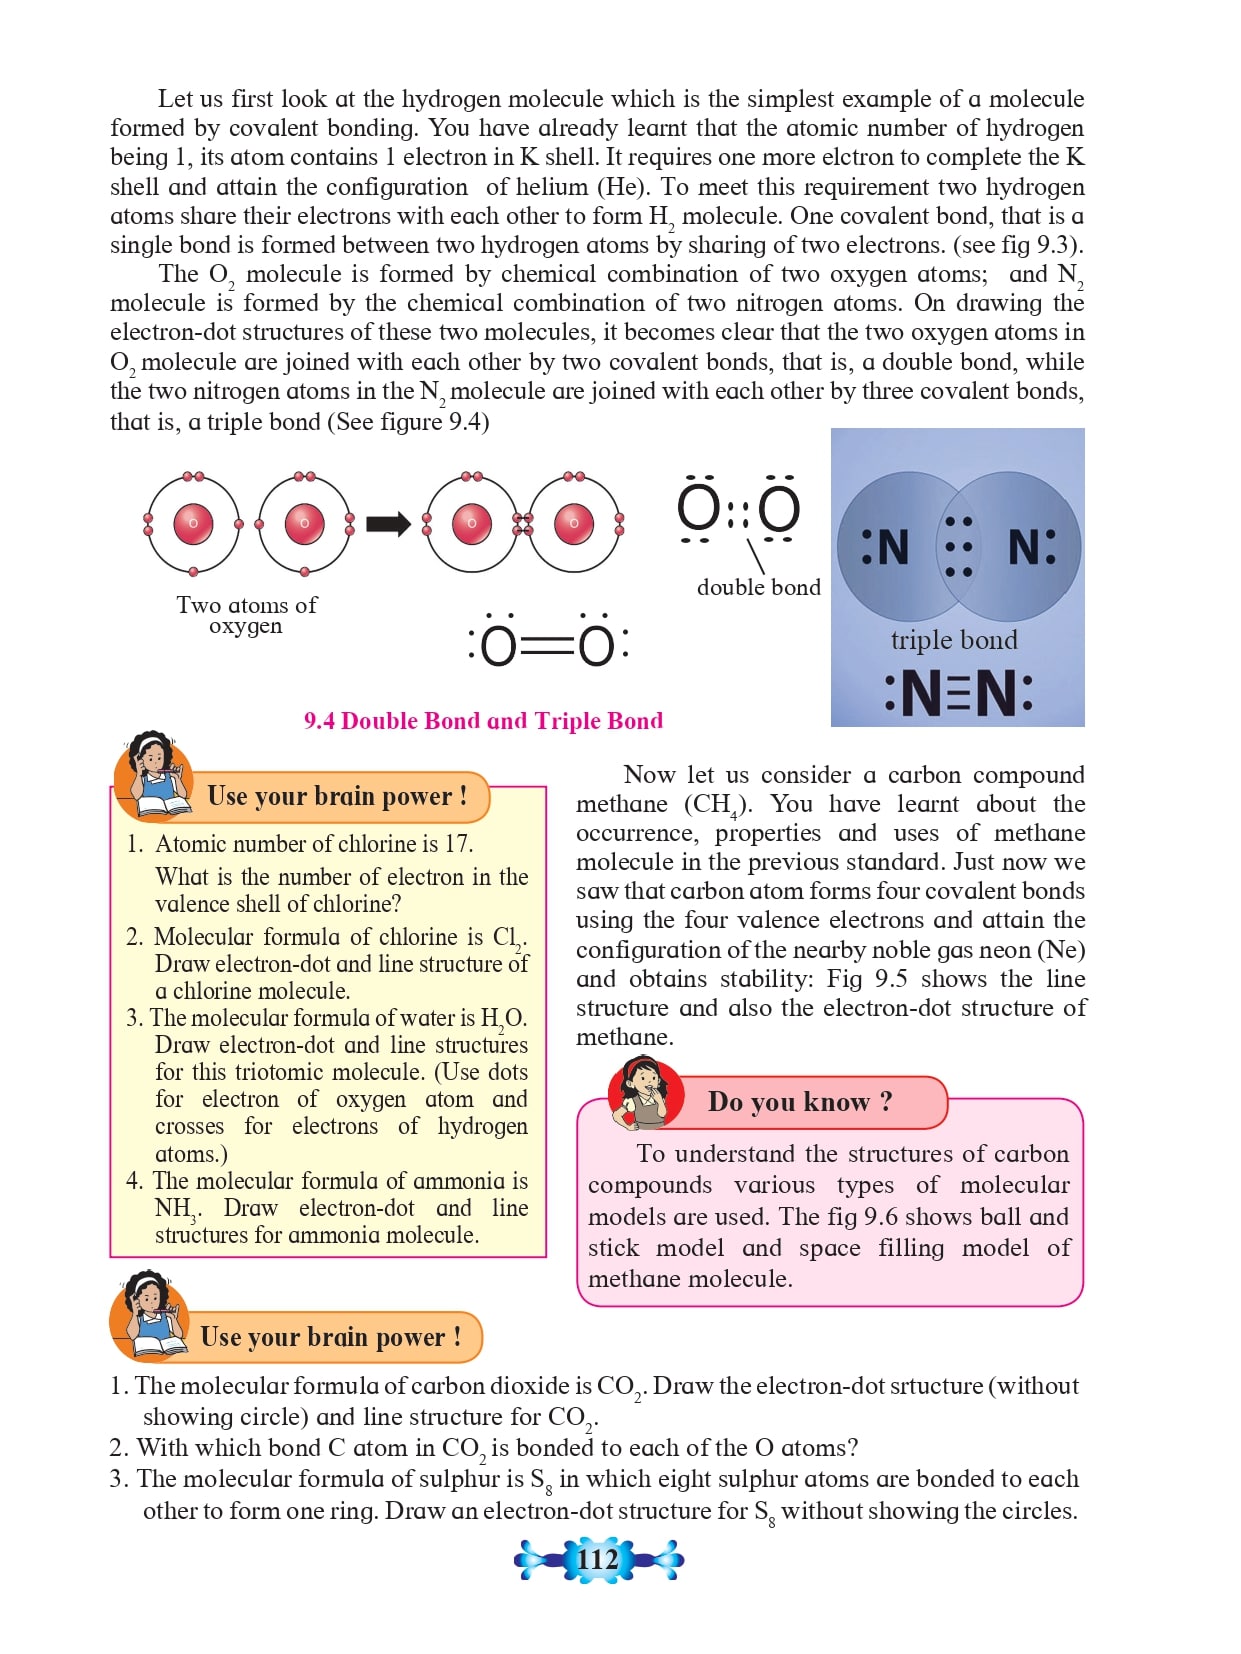 Let us first look at the hydrogen molecule which is the simplest example of a molecule
formed by covalent bonding. You have already learnt that the atomic number of hydrogen
being 1, its atom contains 1 electron in K shell. It requires one more elctron to complete the K
shell and attain the configuration of helium (He). To meet this requirement two hydrogen
atoms share their electrons with each other to form H₂ molecule. One covalent bond, that is a
single bond is formed between two hydrogen atoms by sharing of two electrons. (see fig 9.3).
The O₂ molecule is formed by chemical combination of two oxygen atoms; and N₂
molecule is formed by the chemical combination of two nitrogen atoms. On drawing the
electron-dot structures of these two molecules, it becomes clear that the two oxygen atoms in
O₂ molecule are joined with each other by two covalent bonds, that is, a double bond, while
the two nitrogen atoms in the N₂ molecule are joined with each other by three covalent bonds,
that is, a triple bond (See figure 9.4)
O O O O
Two atoms of
oxygen
O::O
double bond
:O=O:
:N N:
triple bond
:N≡N:
9.4 Double Bond and Triple Bond
Use your brain power !
1. Atomic number of chlorine is 17.
What is the number of electron in the
valence shell of chlorine?
2. Molecular formula of chlorine is Cl₂.
Draw electron-dot and line structure of
a chlorine molecule.
3. The molecular formula of water is H₂O.
Draw electron-dot and line structures
for this triotomic molecule. (Use dots
for electron of oxygen atom and
crosses for electrons of hydrogen
atoms.)
4. The molecular formula of ammonia is
NH₃. Draw electron-dot and line
structures for ammonia molecule.
Now let us consider a carbon compound
methane (CH₄). You have learnt about the
occurrence, properties and uses of methane
molecule in the previous standard. Just now we
saw that carbon atom forms four covalent bonds
using the four valence electrons and attain the
configuration of the nearby noble gas neon (Ne)
and obtains stability: Fig 9.5 shows the line
structure and also the electron-dot structure of
methane.
Do you know ?
To understand the structures of carbon
compounds various types of molecular
models are used. The fig 9.6 shows ball and
stick model and space filling model of
methane molecule.
Use your brain power !
1. The molecular formula of carbon dioxide is CO₂. Draw the electron-dot srtucture (without
showing circle) and line structure for CO₂.
2. With which bond C atom in CO₂ is bonded to each of the O atoms?
3. The molecular formula of sulphur is S₈ in which eight sulphur atoms are bonded to each
other to form one ring. Draw an electron-dot structure for S₈ without showing the circles.
112